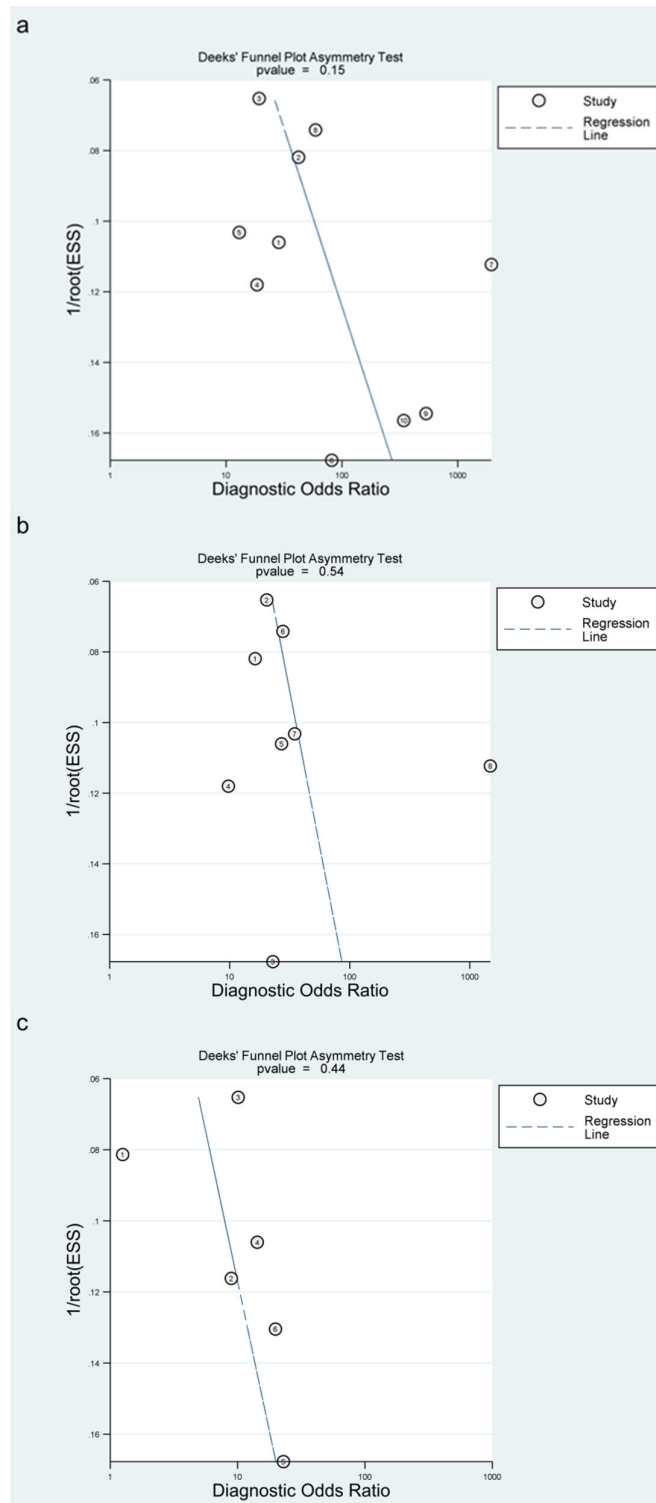 a
Deeks' Funnel Plot Asymmetry Test
pvalue = 0.15
Study
Regression
Line
.06
.08
.1
.12
.14
.16
1/root(ESS)
3
8
2
5
1
7
4
9
10
6
1
10
100
1000
Diagnostic Odds Ratio
b
Deeks' Funnel Plot Asymmetry Test
pvalue = 0.54
Study
Regression
Line
.06
.08
.1
.12
.14
.16
1/root(ESS)
2
6
1
7
5
8
4
3
1
10
100
1000
Diagnostic Odds Ratio
c
Deeks' Funnel Plot Asymmetry Test
pvalue = 0.44
Study
Regression
Line
.06
.08
.1
.12
.14
.16
1/root(ESS)
3
1
4
2
6
5
1
10
100
1000
Diagnostic Odds Ratio